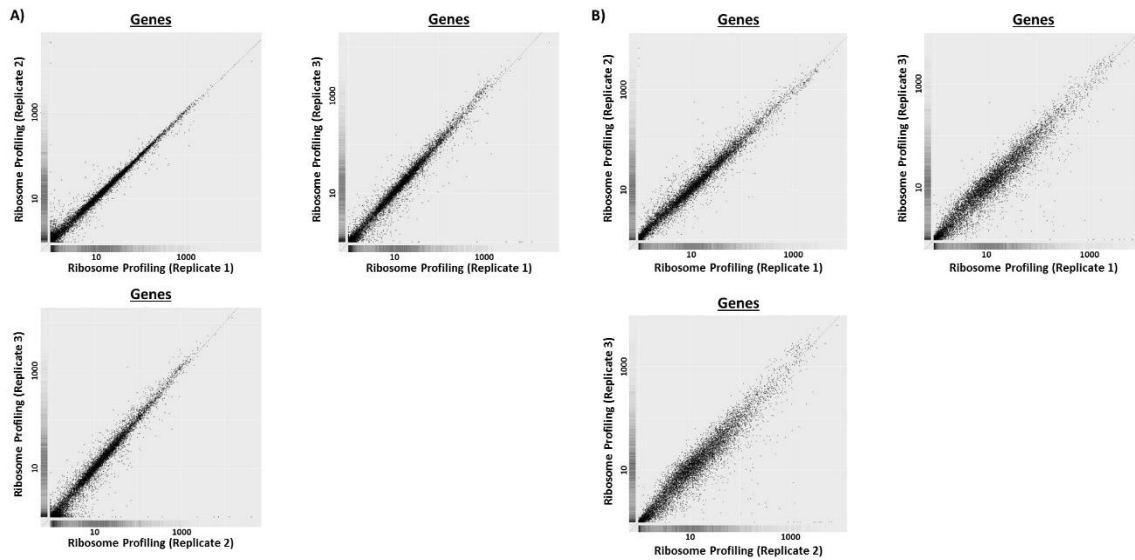 A)
Genes
Ribosome Profiling (Replicate 2)
1000
10
10
1000
Ribosome Profiling (Replicate 1)
Genes
Ribosome Profiling (Replicate 3)
1000
10
10
1000
Ribosome Profiling (Replicate 1)
Genes
Ribosome Profiling (Replicate 3)
1000
10
10
1000
Ribosome Profiling (Replicate 2)
B)
Genes
Ribosome Profiling (Replicate 2)
1000
10
10
1000
Ribosome Profiling (Replicate 1)
Genes
Ribosome Profiling (Replicate 3)
1000
10
10
1000
Ribosome Profiling (Replicate 1)
Genes
Ribosome Profiling (Replicate 3)
1000
10
10
1000
Ribosome Profiling (Replicate 2)